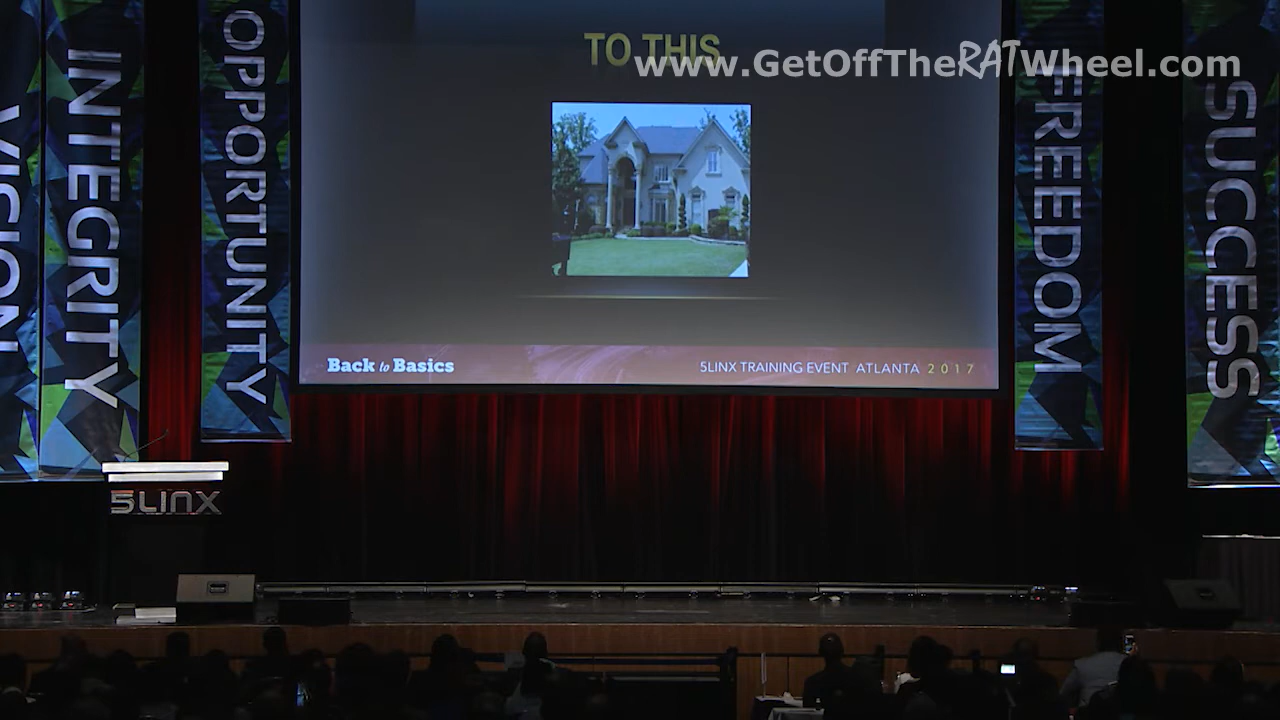 TO THIS
www.GetOffTheRATWheel.com
VISION
INTEGRITY
OPPORTUNITY
FREEDOM
SUCCESS
Back to Basics
5LINX TRAINING EVENT ATLANTA 2017
5LINX